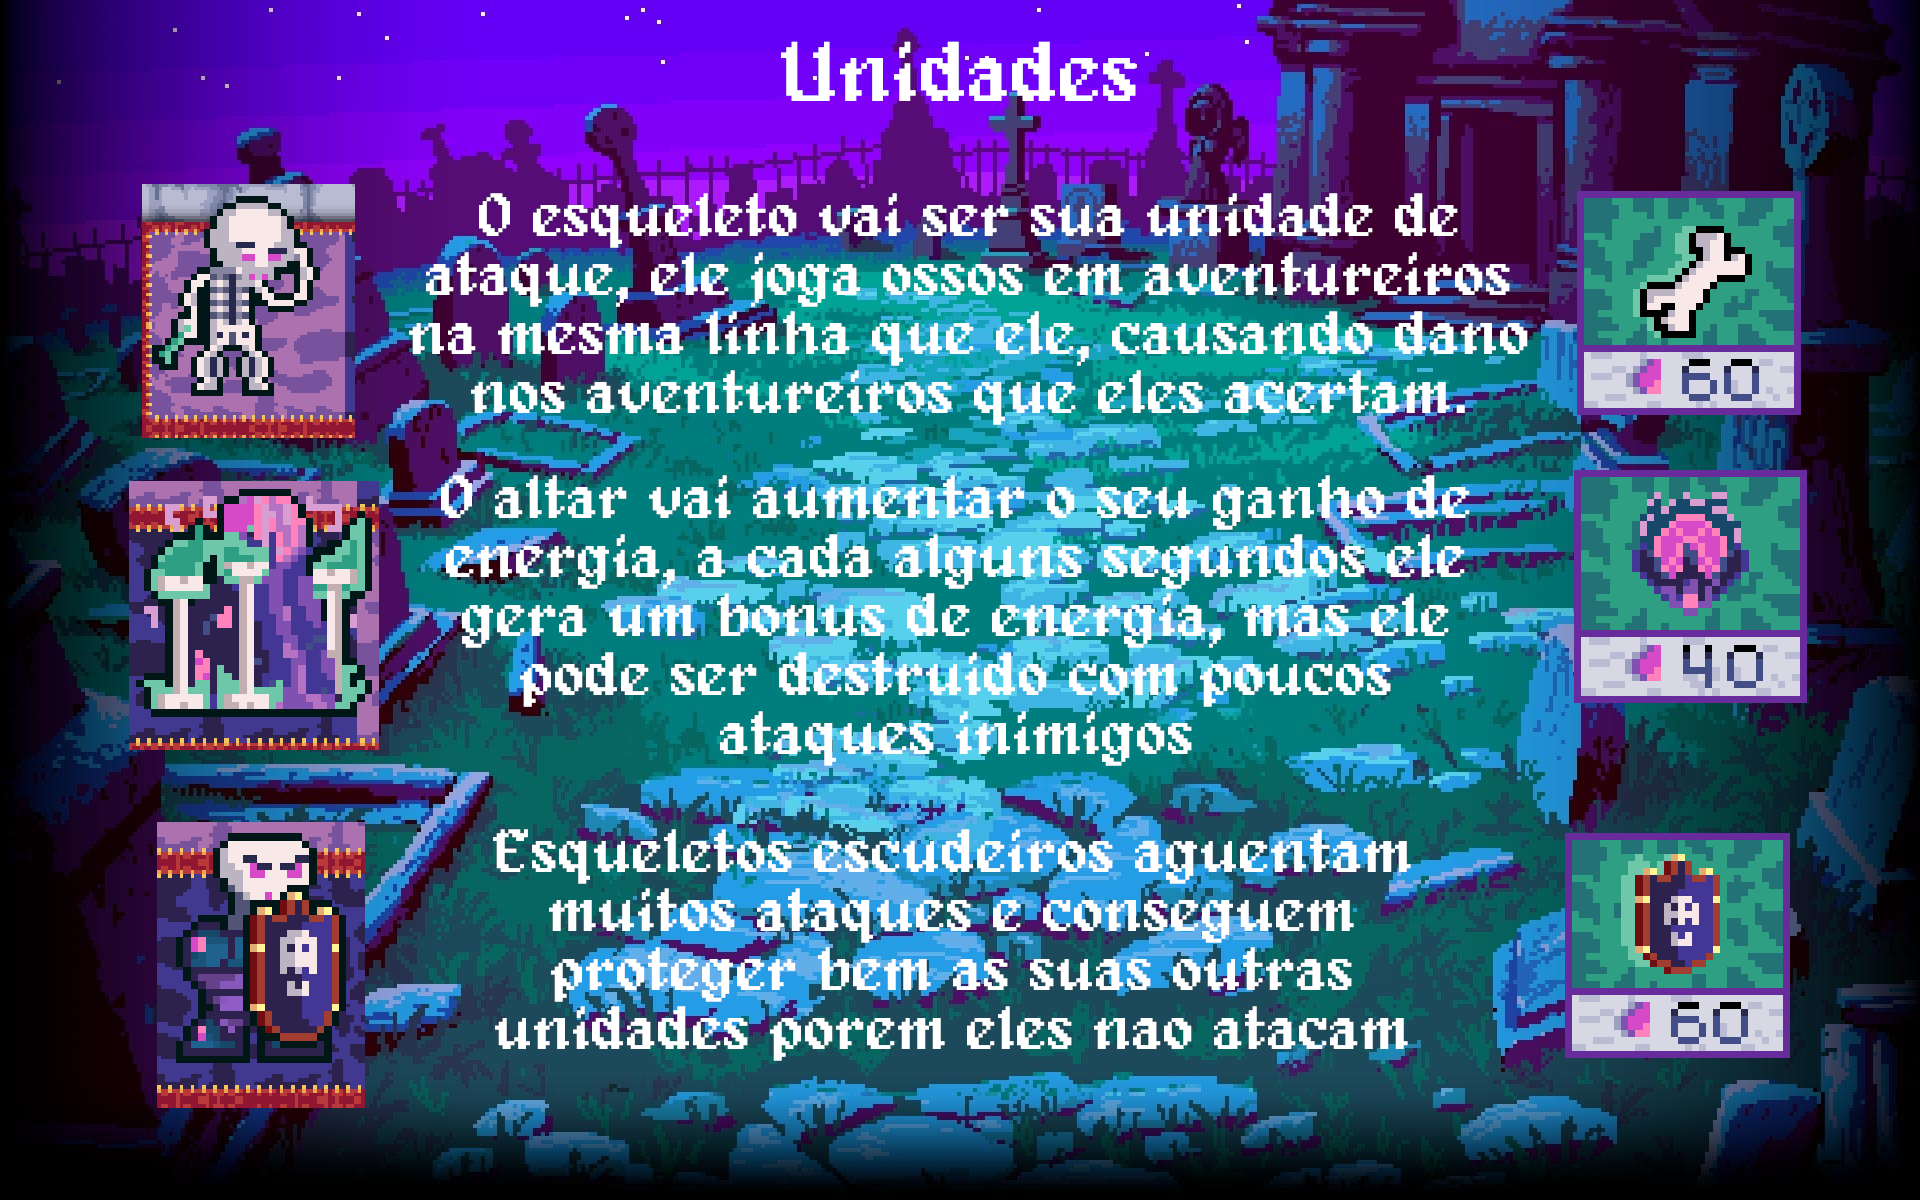 Unidades
O esqueleto vai ser sua unidade de
ataque, ele joga ossos em aventureiros
na mesma linha que ele, causando dano
nos aventureiros que eles acertam.
60
O altar vai aumentar o seu ganho de
energia, a cada alguns segundos ele
gera um bonus de energia, mas ele
pode ser destruido com poucos
ataques inimigos
40
Esqueletos escudeiros aguentam
muitos ataques e conseguem
proteger bem as suas outras
unidades porem eles nao atacam
60